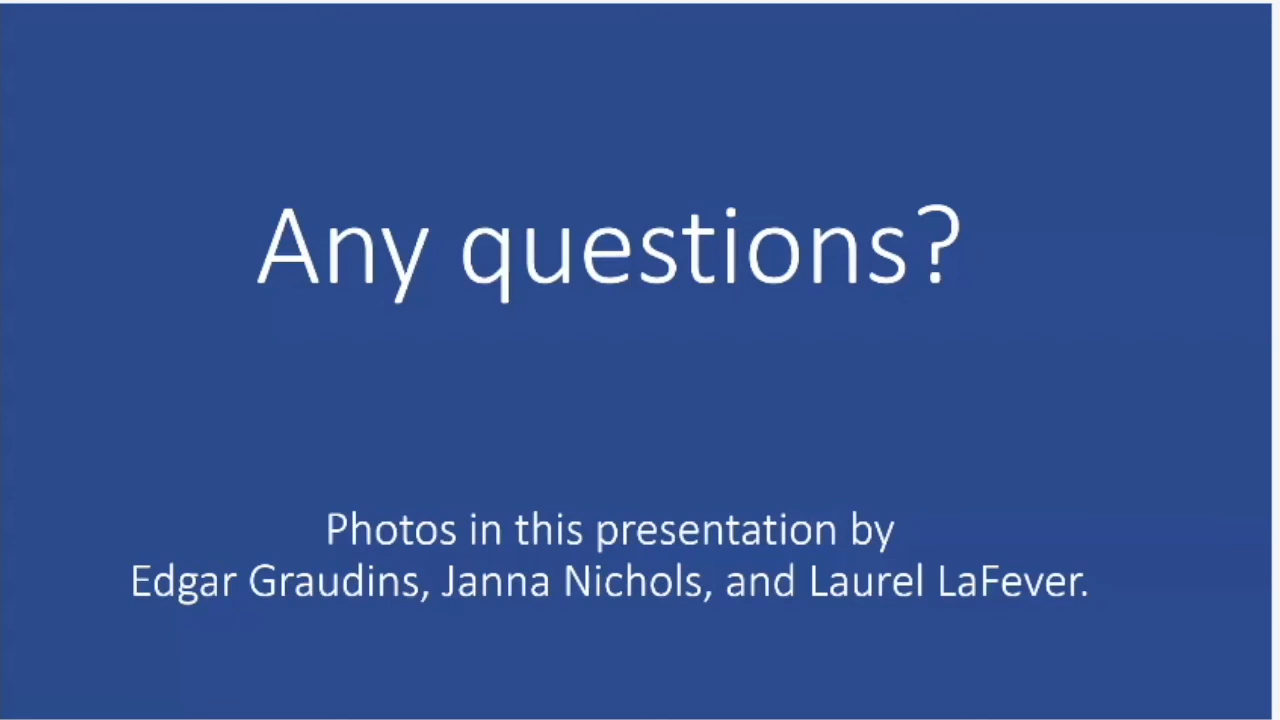 Any questions?
Photos in this presentation by
Edgar Graudins, Janna Nichols, and Laurel LaFever.